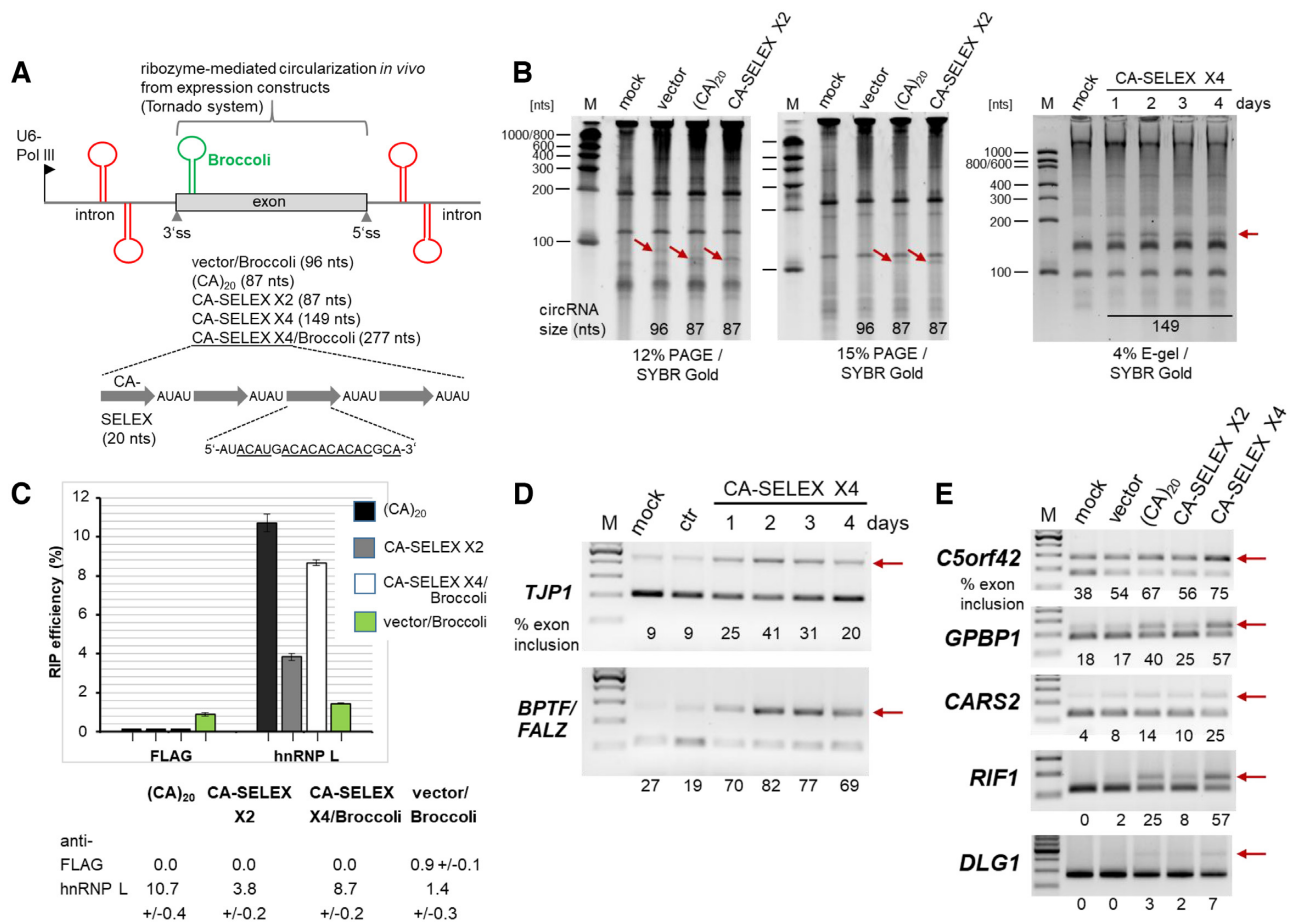 A
ribozyme-mediated circularization in vivo
from expression constructs
(Tornado system)
U6-
Pol III
Broccoli
exon
intron
intron
3'ss
5'ss
vector/Broccoli (96 nts)
(CA)20 (87 nts)
CA-SELEX X2 (87 nts)
CA-SELEX X4 (149 nts)
CA-SELEX X4/Broccoli (277 nts)
CA-
AUAU AUAU AUAU AUAU
SELEX
(20 nts)
5'-AUACAUGACACACACACGCA-3'
B
[nts] M mock vector (CA)20 CA-SELEX X2
1000/800
600
400
300
200
100
circRNA
size (nts) 96 87 87
12% PAGE /
SYBR Gold
M mock vector (CA)20 CA-SELEX X2
96 87 87
15% PAGE /
SYBR Gold
CA-SELEX X4
[nts] M mock 1 2 3 4 days
1000
800/600
400
300
200
100
149
4% E-gel /
SYBR Gold
C
RIP efficiency (%)
12
10
8
6
4
2
0
FLAG hnRNP L
(CA)20
CA-SELEX X2
CA-SELEX X4/
Broccoli
vector/Broccoli
(CA)20 CA-SELEX CA-SELEX vector/
X2 X4/Broccoli Broccoli
anti-
FLAG 0.0 0.0 0.0 0.9 +/-0.1
hnRNP L 10.7 3.8 8.7 1.4
+/-0.4 +/-0.2 +/-0.2 +/-0.3
D
CA-SELEX X4
M mock ctr 1 2 3 4 days
TJP1
% exon
inclusion 9 9 25 41 31 20
BPTF/
FALZ
27 19 70 82 77 69
E
M mock vector (CA)20 CA-SELEX X2 CA-SELEX X4
C5orf42
% exon
inclusion 38 54 67 56 75
GPBP1
18 17 40 25 57
CARS2
4 8 14 10 25
RIF1
0 2 25 8 57
DLG1
0 0 3 2 7